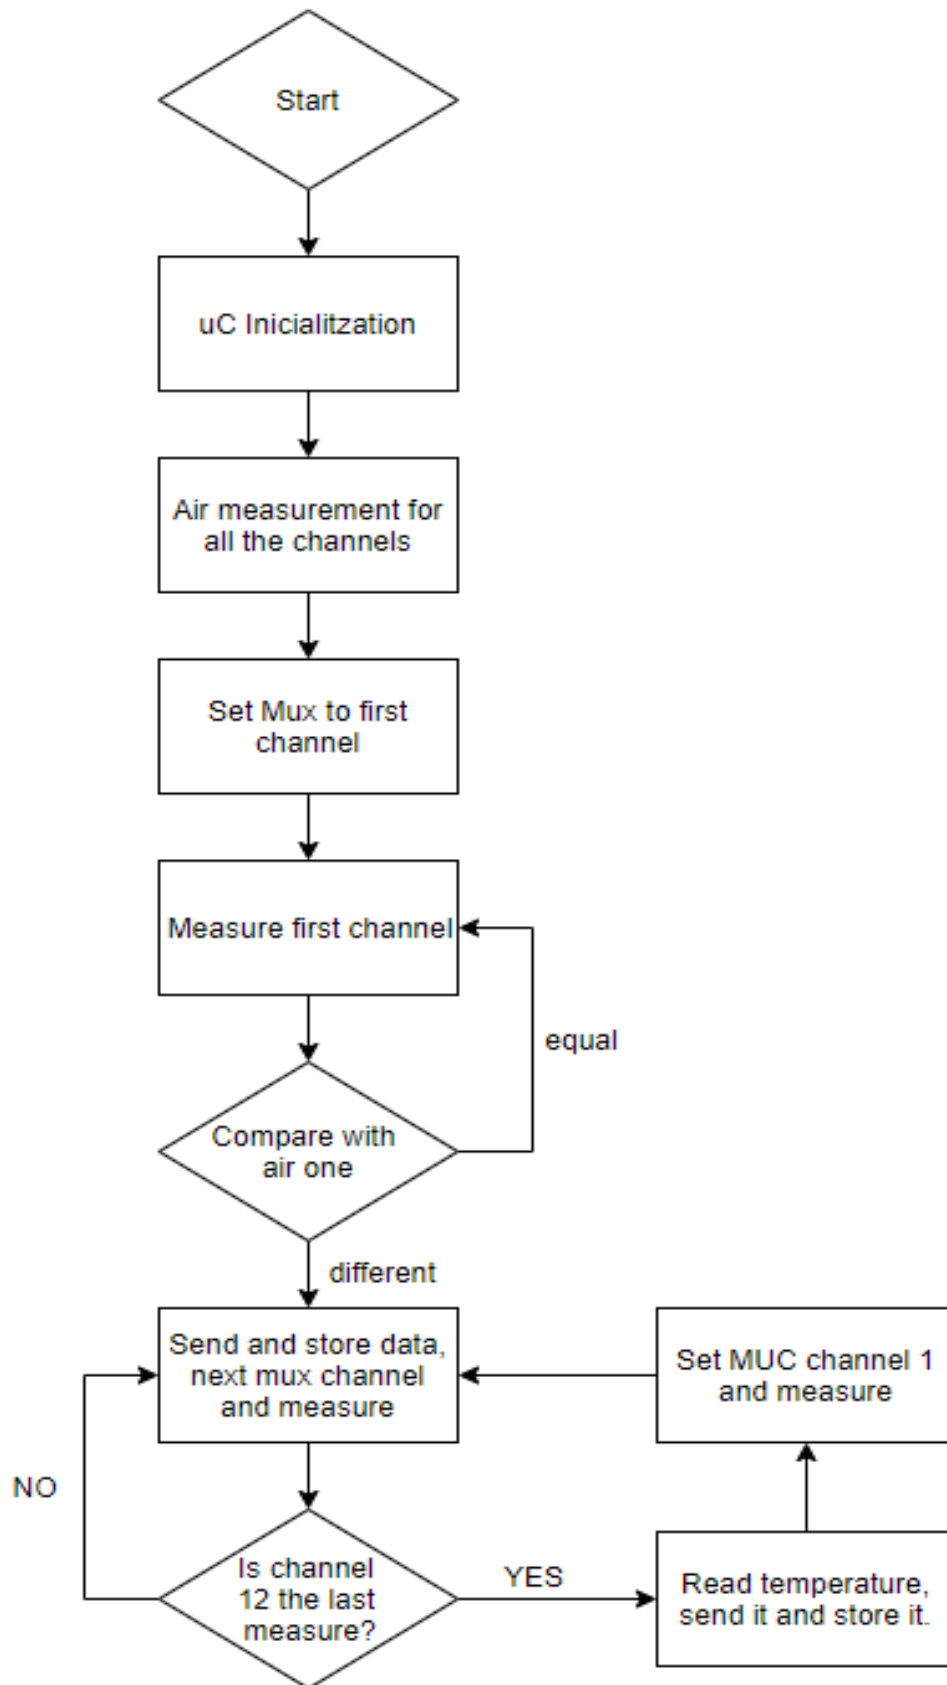 Start
uC Inicialitzation
Air measurement for
all the channels
Set Mux to first
channel
Measure first channel
equal
Compare with
air one
different
Send and store data,
next mux channel
and measure
Set MUC channel 1
and measure
NO
Is channel
12 the last
measure?
YES
Read temperature,
send it and store it.